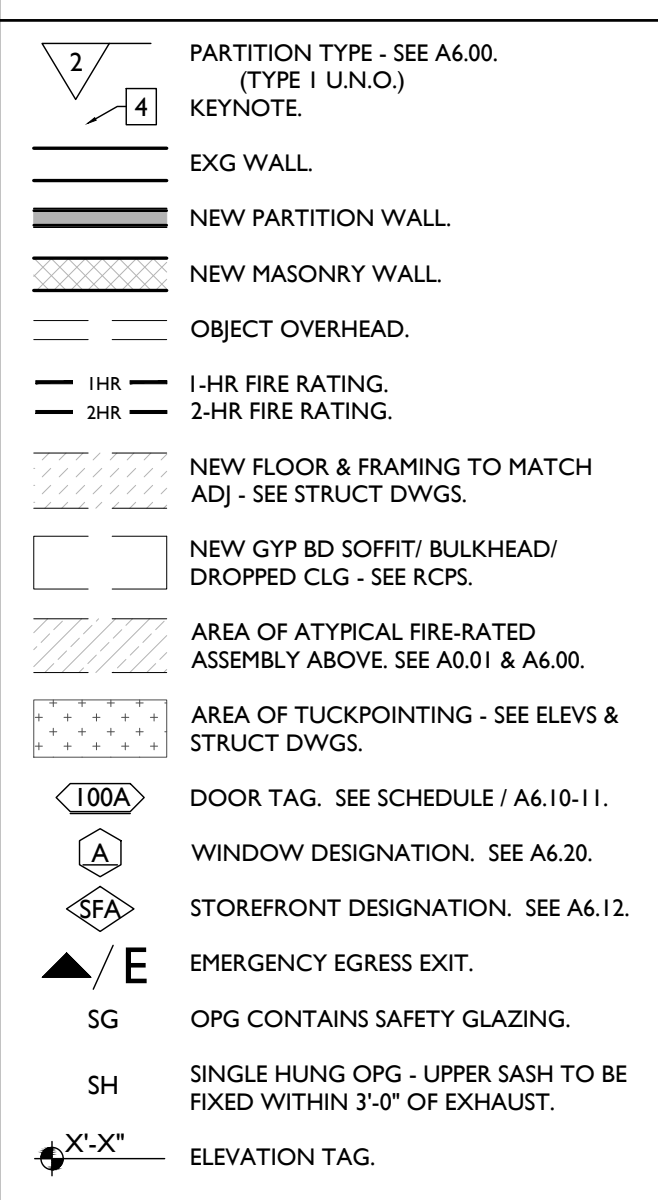 2 PARTITION TYPE - SEE A6.00.
(TYPE 1 U.N.O.)
4 KEYNOTE.
EXG WALL.
NEW PARTITION WALL.
NEW MASONRY WALL.
OBJECT OVERHEAD.
1HR 1-HR FIRE RATING.
2HR 2-HR FIRE RATING.
NEW FLOOR & FRAMING TO MATCH
ADJ - SEE STRUCT DWGS.
NEW GYP BD SOFFIT/ BULKHEAD/
DROPPED CLG - SEE RCPS.
AREA OF ATYPICAL FIRE-RATED
ASSEMBLY ABOVE. SEE A0.01 & A6.00.
AREA OF TUCKPOINTING - SEE ELEVS &
STRUCT DWGS.
100A DOOR TAG. SEE SCHEDULE / A6.10-11.
A WINDOW DESIGNATION. SEE A6.20.
SFA STOREFRONT DESIGNATION. SEE A6.12.
/E EMERGENCY EGRESS EXIT.
SG OPG CONTAINS SAFETY GLAZING.
SH SINGLE HUNG OPG - UPPER SASH TO BE
FIXED WITHIN 3'-0" OF EXHAUST.
X'-X" ELEVATION TAG.